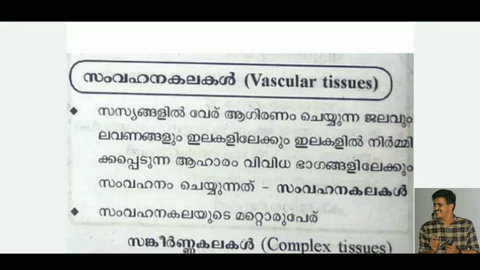 സംവഹനകലകൾ (Vascular tissues)
◆ സസ്യങ്ങളിൽ വേര് ആഗിരണം ചെയ്യുന്ന ജലവും
ലവണങ്ങളും ഇലകളിലേക്കും ഇലകളിൽ നിർമ്മി
ക്കപ്പെടുന്ന ആഹാരം വിവിധ ഭാഗങ്ങളിലേക്കും
സംവഹനം ചെയ്യുന്നത് - സംവഹനകലകൾ
◆ സംവഹനകലയുടെ മറ്റൊരുപേര്
സങ്കീർണ്ണകലകൾ (Complex tissues)